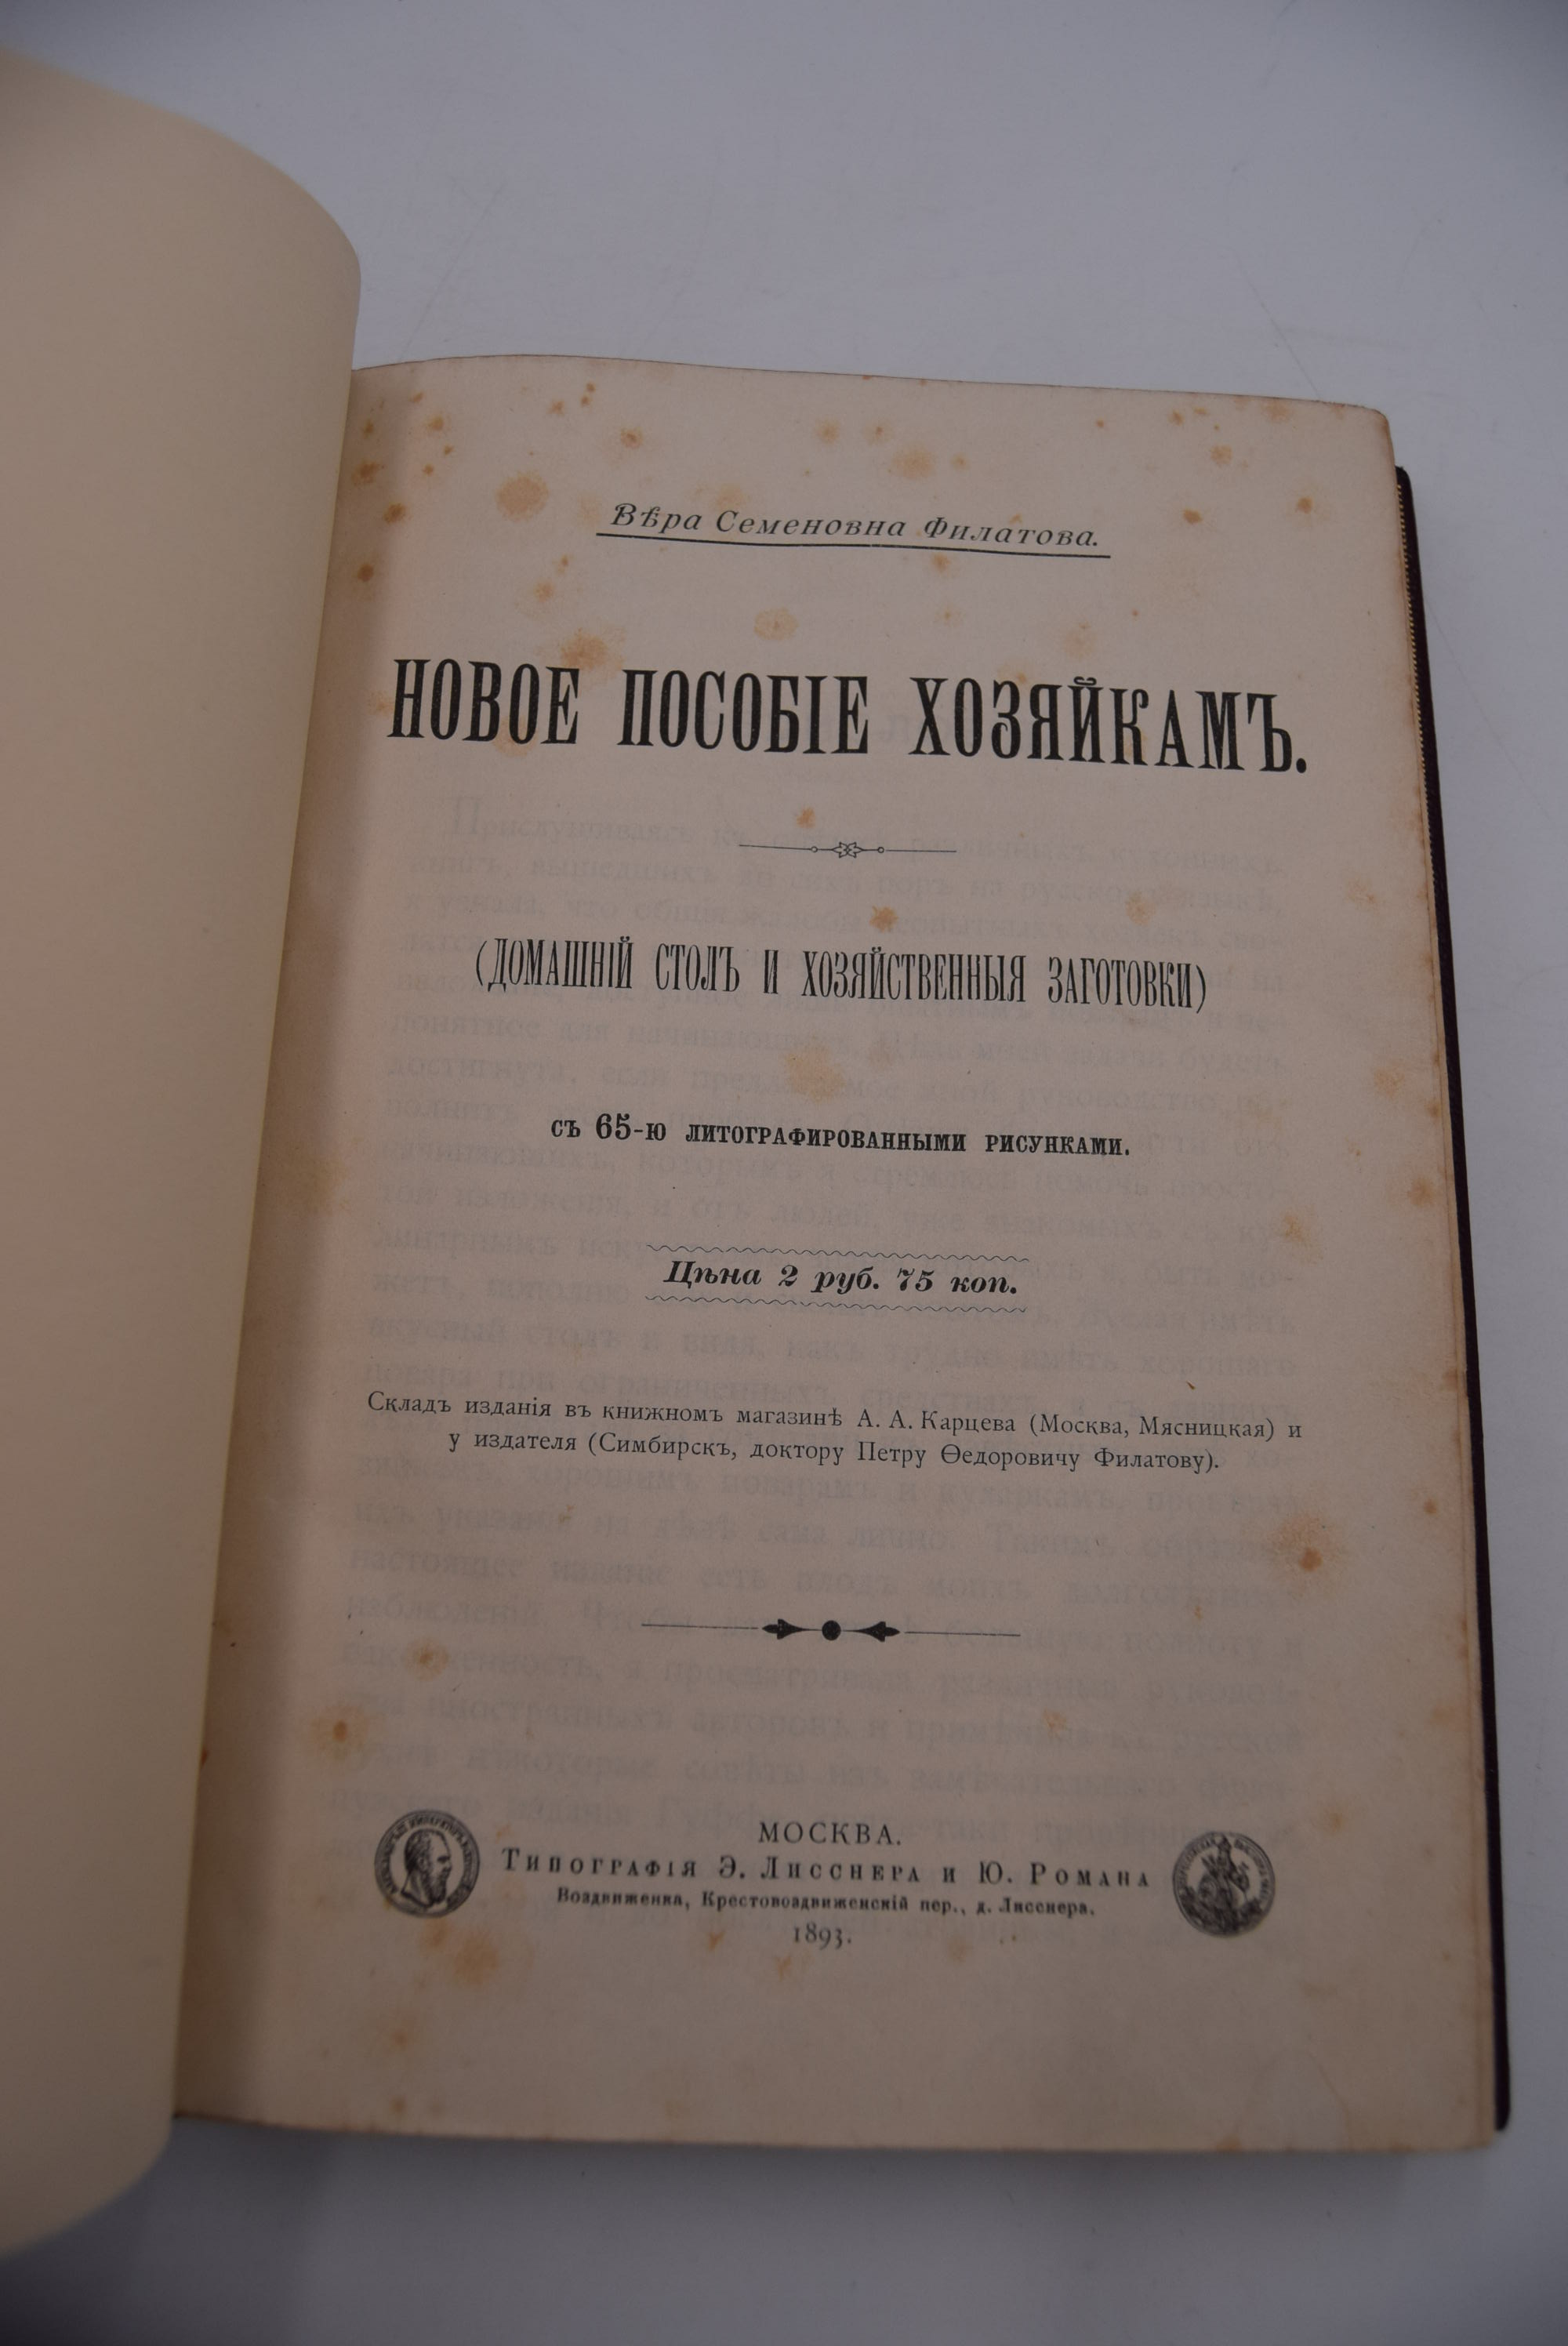 Вѣра Семеновна Филатова.
НОВОЕ ПОСОБІЕ ХОЗЯЙКАМЪ.
(ДОМАШНІЙ СТОЛЪ И ХОЗЯЙСТВЕННЫЯ ЗАГОТОВКИ)
СЪ 65-Ю ЛИТОГРАФИРОВАННЫМИ РИСУНКАМИ.
Цѣна 2 руб. 75 коп.
Складъ изданія въ книжномъ магазинѣ А. А. Карцева (Москва, Мясницкая) и
у издателя (Симбирскъ, доктору Петру Ѳедоровичу Филатову).
МОСКВА.
Типографія Э. Лисснера и Ю. Романа
Воздвиженка, Крестовоздвиженскій пер., д. Лисснера.
1893.